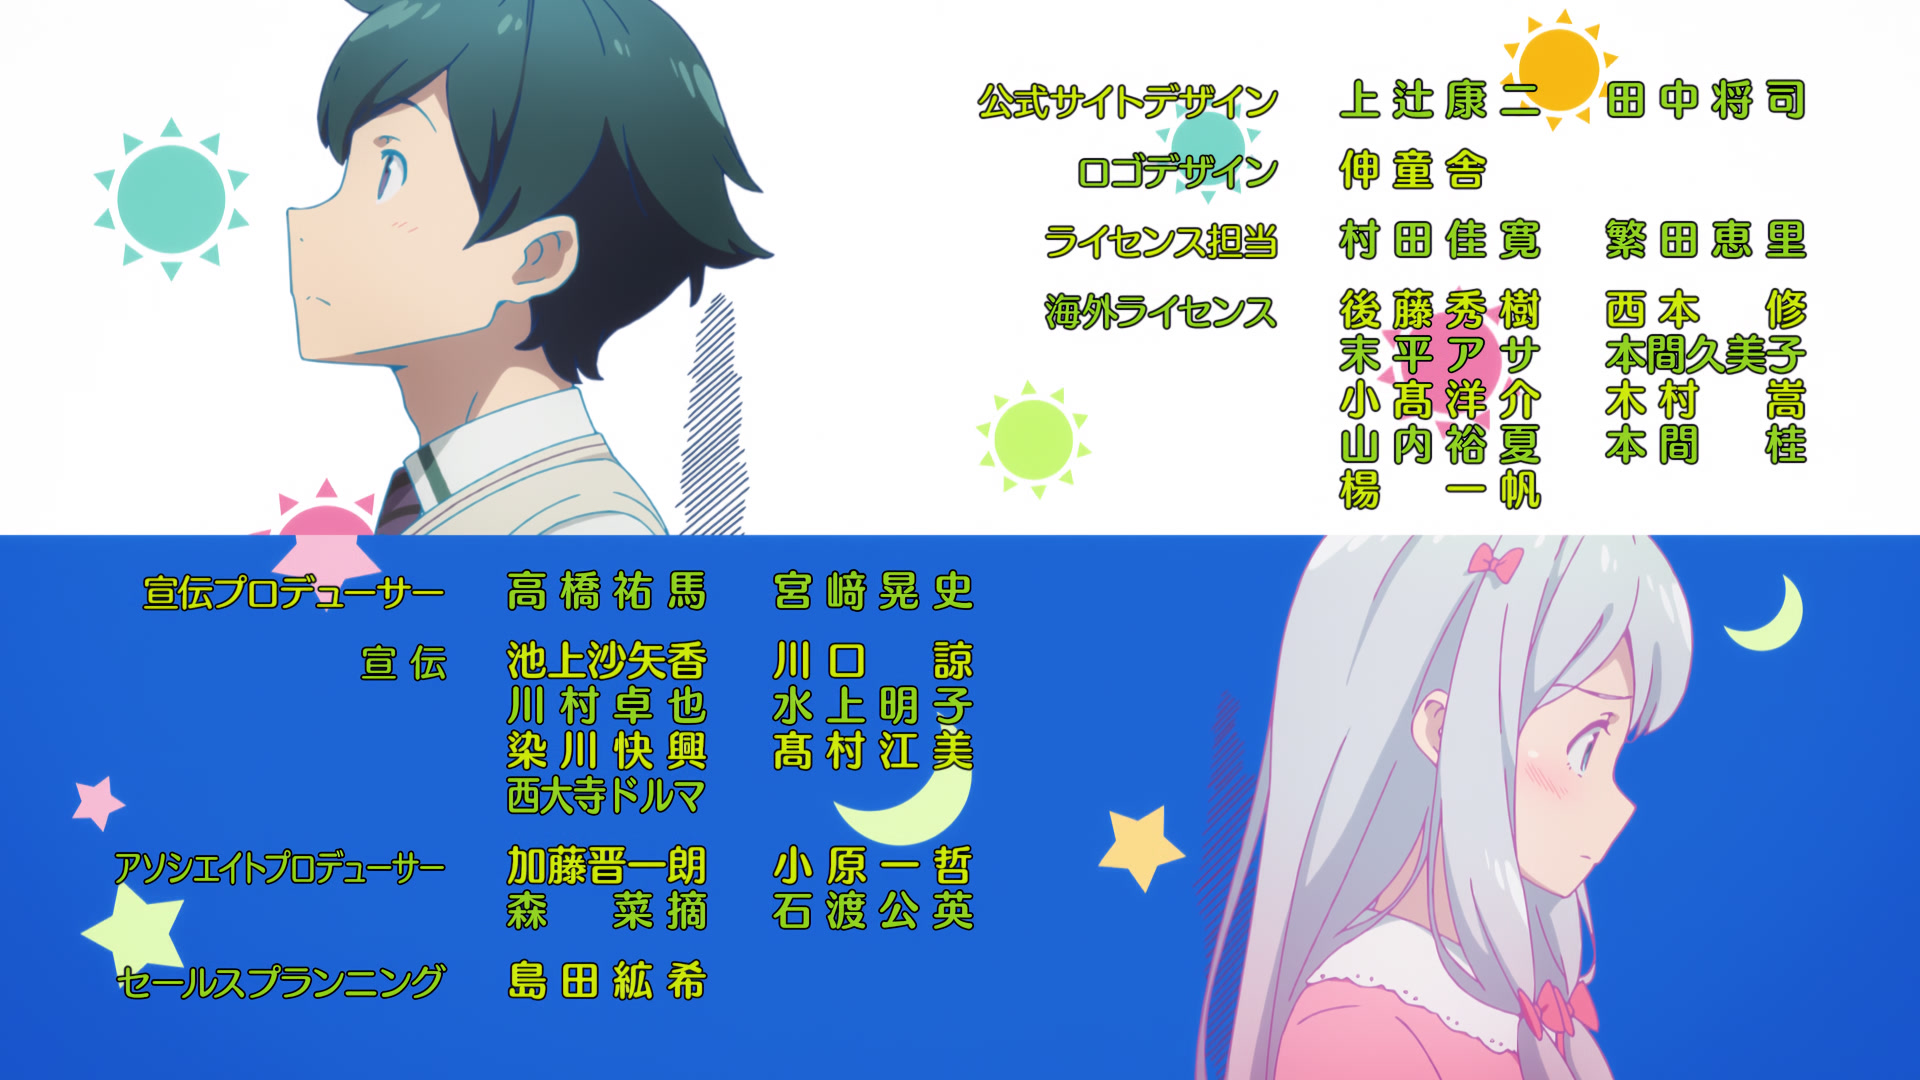 公式サイトデザイン 上辻康二 田中将司
ロゴデザイン 伸童舎
ライセンス担当 村田佳寛 繁田恵里
海外ライセンス 後藤秀樹 西本修
末平アサ 本間久美子
小髙洋介 木村嵩
山内裕夏 本間桂
楊一帆
宣伝プロデューサー 高橋祐馬 宮﨑晃史
宣伝 池上沙矢香 川口諒
川村卓也 水上明子
染川快興 髙村江美
西大寺ドルマ
アソシエイトプロデューサー 加藤晋一朗 小原一哲
森菜摘 石渡公英
セールスプランニング 島田紘希